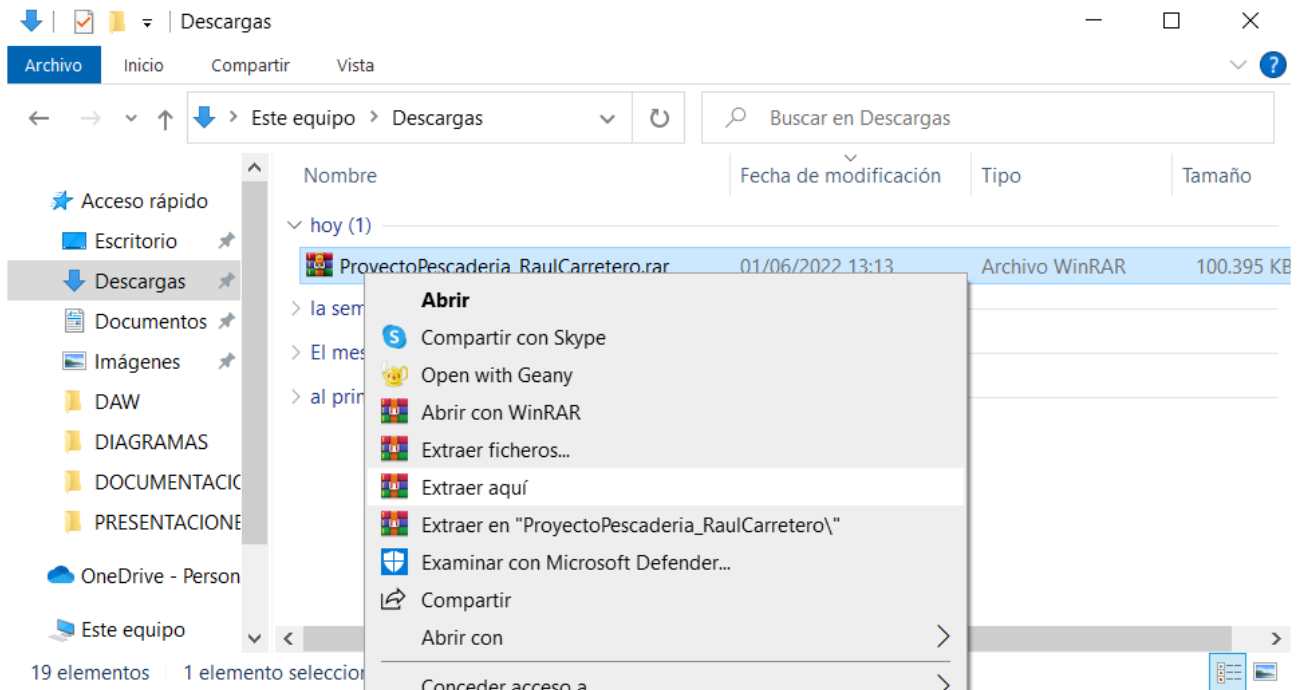 Descargas
Archivo Inicio Compartir Vista ?
Este equipo > Descargas Buscar en Descargas
Nombre Fecha de modificación Tipo Tamaño
Acceso rápido
Escritorio
Descargas
Documentos
Imágenes
DAW
DIAGRAMAS
DOCUMENTACIO
PRESENTACIONE
OneDrive - Person
Este equipo
hoy (1)
ProyectoPescaderia_RaulCarretero.rar 01/06/2022 13:13 Archivo WinRAR 100.395 KB
la sem
El mes
al prin
Abrir
Compartir con Skype
Open with Geany
Abrir con WinRAR
Extraer ficheros...
Extraer aquí
Extraer en "ProyectoPescaderia_RaulCarretero\"
Examinar con Microsoft Defender...
Compartir
Abrir con
Conceder acceso a
19 elementos 1 elemento seleccion